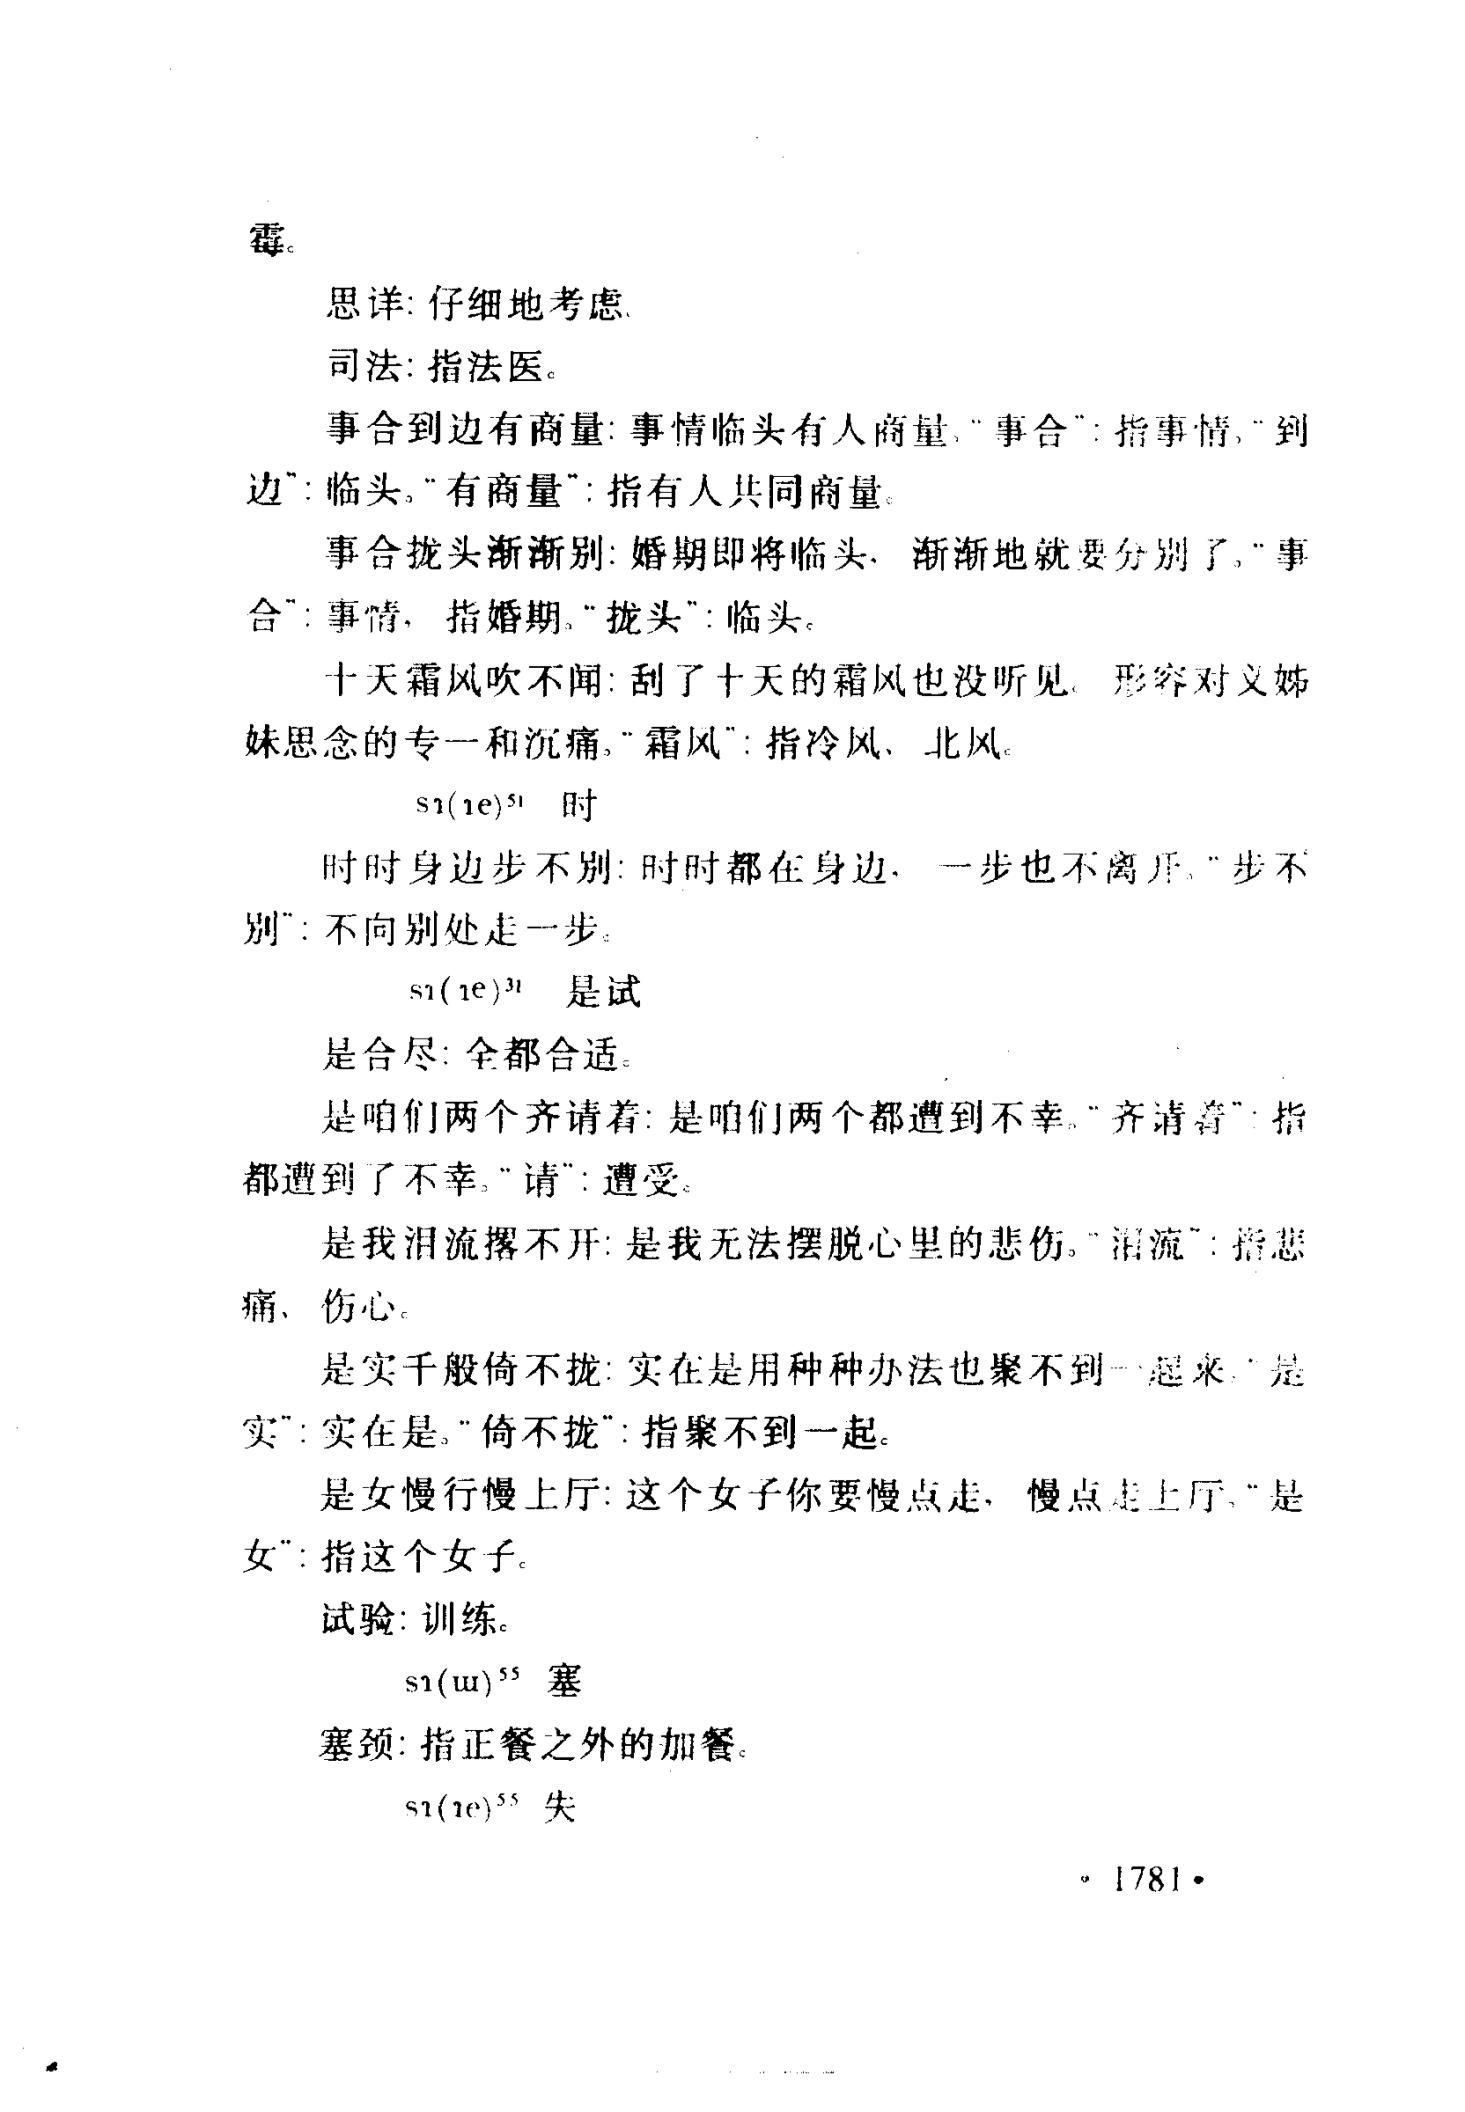 霉。
思详：仔细地考虑。
司法：指法医。
事合到边有商量：事情临头有人商量。“事合”：指事情。“到
边”：临头。“有商量”：指有人共同商量。
事合拢头渐渐别：婚期即将临头，渐渐地就要分别了。“事
合”：事情，指婚期。“拢头”：临头。
十天霜风吹不闻：刮了十天的霜风也没听见。形容对义姊
妹思念的专一和沉痛。“霜风”：指冷风、北风。
sɿ(ɿe)⁵¹ 时
时时身边步不别：时时都在身边，一步也不离开。“步不
别”：不向别处走一步。
sɿ(ɿe)³¹ 是试
是合尽：全都合适。
是咱们两个齐请着：是咱们两个都遭到不幸。“齐请着”：指
都遭到了不幸。“请”：遭受。
是我泪流撂不开：是我无法摆脱心里的悲伤。“泪流”：指悲
痛、伤心。
是实千般倚不拢：实在是用种种办法也聚不到一起来。“是
实”：实在是。“倚不拢”：指聚不到一起。
是女慢行慢上厅：这个女子你要慢点走，慢点走上厅。“是
女”：指这个女子。
试验：训练。
sɿ(ɯ)⁵⁵ 塞
塞颈：指正餐之外的加餐。
sɿ(ɿe)⁵⁵ 失
• 1781 •